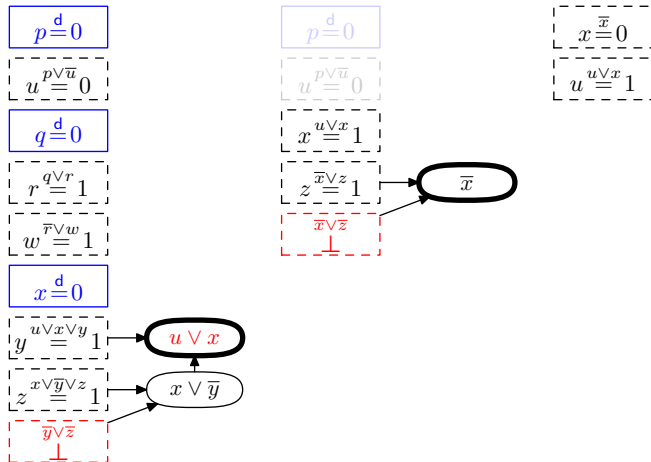 p =ᵈ 0
u =^{p∨u̅} 0
q =ᵈ 0
r =^{q∨r} 1
w =^{r̅∨w} 1
x =ᵈ 0
y =^{u∨x∨y} 1
u ∨ x
z =^{x∨y̅∨z} 1
x ∨ y̅
y̅∨z̅
⊥
p =ᵈ 0
u =^{p∨u̅} 0
x =^{u∨x} 1
z =^{x̅∨z} 1
x̅
x̅∨z̅
⊥
x =^{x̅} 0
u =^{u∨x} 1